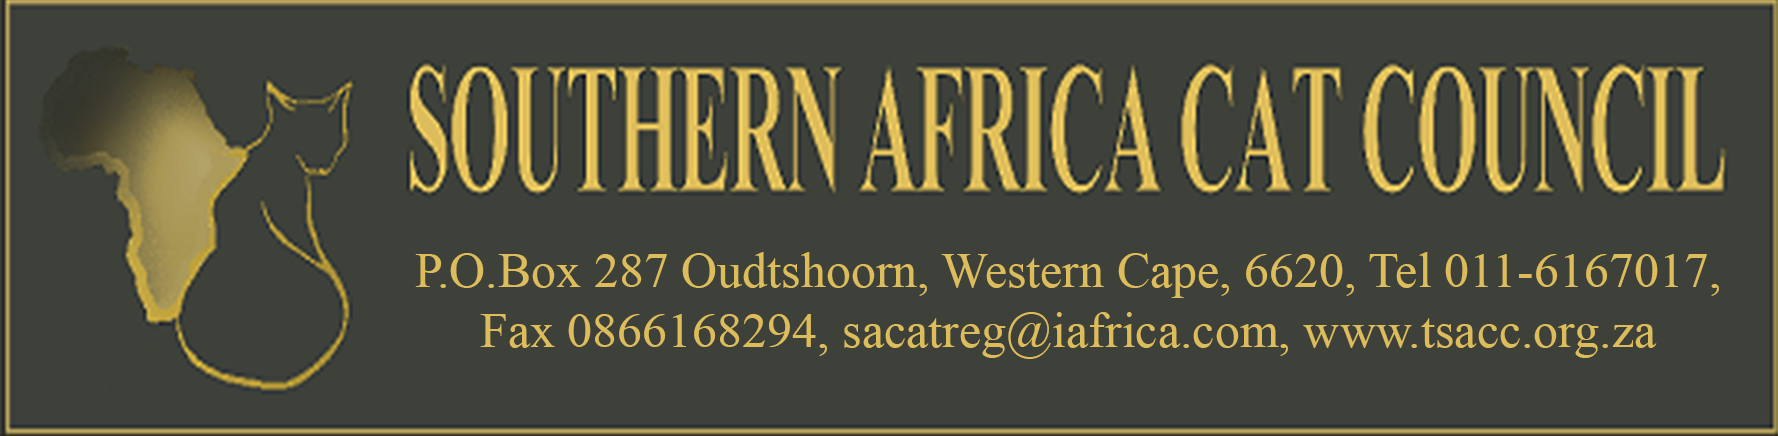 SOUTHERN AFRICA CAT COUNCIL
P.O.Box 287 Oudtshoorn, Western Cape, 6620, Tel 011-6167017,
Fax 0866168294, sacatreg@iafrica.com, www.tsacc.org.za